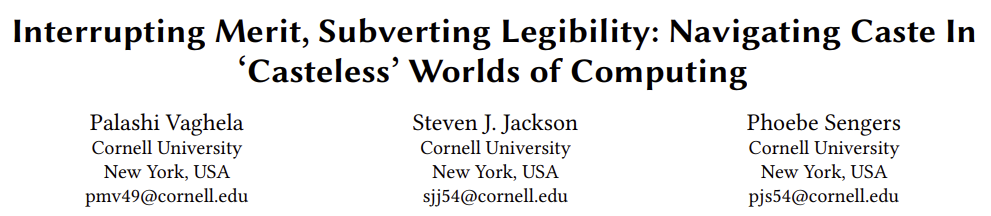 Interrupting Merit, Subverting Legibility: Navigating Caste In
‘Casteless’ Worlds of Computing
Palashi Vaghela
Cornell University
New York, USA
pmv49@cornell.edu
Steven J. Jackson
Cornell University
New York, USA
sjj54@cornell.edu
Phoebe Sengers
Cornell University
New York, USA
pjs54@cornell.edu